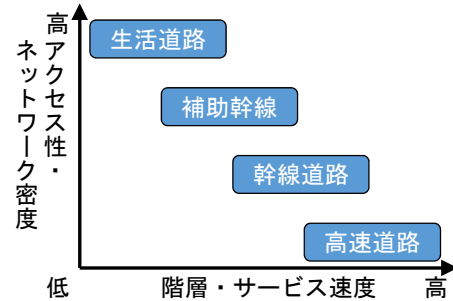 高
アクセス性・
ネットワーク密度
生活道路
補助幹線
幹線道路
高速道路
低
階層・サービス速度
高